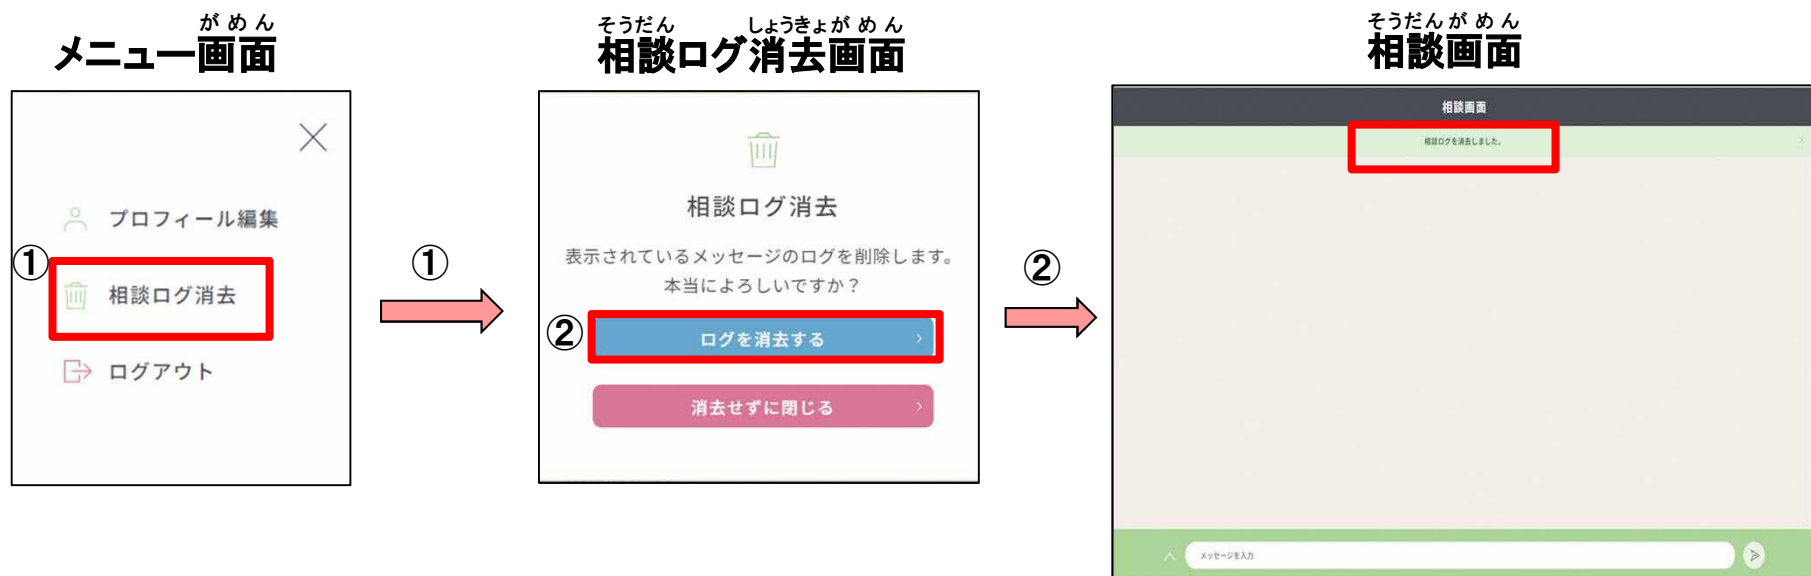 がめん
メニュー画面
①
プロフィール編集
相談ログ消去
ログアウト
①
そうだん しょうきょがめん
相談ログ消去画面
相談ログ消去
表示されているメッセージのログを削除します。
本当によろしいですか？
②
ログを消去する
消去せずに閉じる
②
そうだんがめん
相談画面
相談画面
相談ログを消去しました。
メッセージを入力